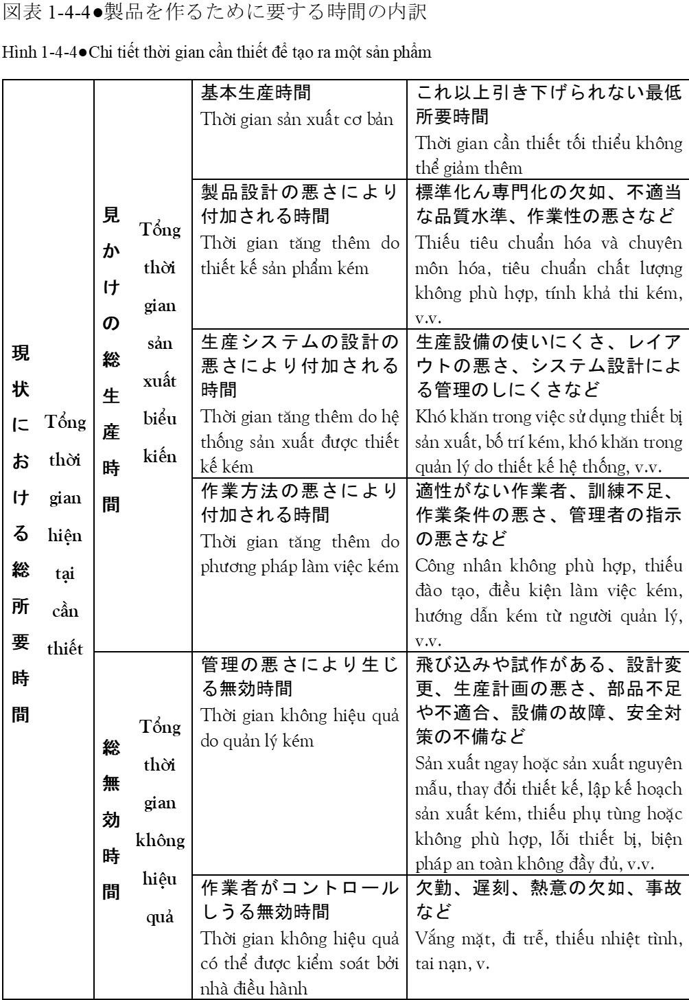 図表 1-4-4●製品を作るために要する時間の内訳
Hình 1-4-4●Chi tiết thời gian cần thiết để tạo ra một sản phẩm
現状における総所要時間
Tổng
thời
gian
hiện
tại
cần
thiết
見かけの総生産時間
Tổng
thời
gian
sản
xuất
biểu
kiến
基本生産時間
Thời gian sản xuất cơ bản
これ以上引き下げられない最低
所要時間
Thời gian cần thiết tối thiểu không
thể giảm thêm
製品設計の悪さにより
付加される時間
Thời gian tăng thêm do
thiết kế sản phẩm kém
標準化ん専門化の欠如、不適当
な品質水準、作業性の悪さなど
Thiếu tiêu chuẩn hóa và chuyên
môn hóa, tiêu chuẩn chất lượng
không phù hợp, tính khả thi kém,
v.v.
生産システムの設計の
悪さにより付加される
時間
Thời gian tăng thêm do hệ
thống sản xuất được thiết
kế kém
生産設備の使いにくさ、レイア
ウトの悪さ、システム設計によ
る管理のしにくさなど
Khó khăn trong việc sử dụng thiết bị
sản xuất, bố trí kém, khó khăn trong
quản lý do thiết kế hệ thống, v.v.
作業方法の悪さにより
付加される時間
Thời gian tăng thêm do
phương pháp làm việc kém
適性がない作業者、訓練不足、
作業条件の悪さ、管理者の指示
の悪さなど
Công nhân không phù hợp, thiếu
đào tạo, điều kiện làm việc kém,
hướng dẫn kém từ người quản lý,
v.v.
総無効時間
Tổng
thời
gian
không
hiệu
quả
管理の悪さにより生じ
る無効時間
Thời gian không hiệu quả
do quản lý kém
飛び込みや試作がある、設計変
更、生産計画の悪さ、部品不足
や不適合、設備の故障、安全対
策の不備など
Sản xuất ngay hoặc sản xuất nguyên
mẫu, thay đổi thiết kế, lập kế hoạch
sản xuất kém, thiếu phụ tùng hoặc
không phù hợp, lỗi thiết bị, biện
pháp an toàn không đầy đủ, v.v.
作業者がコントロール
しうる無効時間
Thời gian không hiệu quả
có thể được kiểm soát bởi
nhà điều hành
欠勤、遅刻、熱意の欠如、事故
など
Vắng mặt, đi trễ, thiếu nhiệt tình,
tai nạn, v.